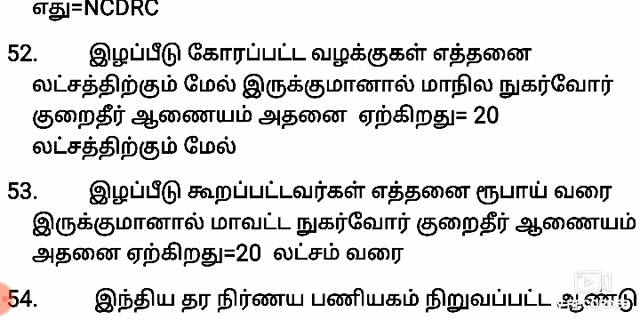 எது=NCDRC
52. இழப்பீடு கோரப்பட்ட வழக்குகள் எத்தனை
லட்சத்திற்கும் மேல் இருக்குமானால் மாநில நுகர்வோர்
குறைதீர் ஆணையம் அதனை ஏற்கிறது= 20
லட்சத்திற்கும் மேல்
53. இழப்பீடு கூறப்பட்டவர்கள் எத்தனை ரூபாய் வரை
இருக்குமானால் மாவட்ட நுகர்வோர் குறைதீர் ஆணையம்
அதனை ஏற்கிறது=20 லட்சம் வரை
54. இந்திய தர நிர்ணய பணியகம் நிறுவப்பட்ட ஆண்டு